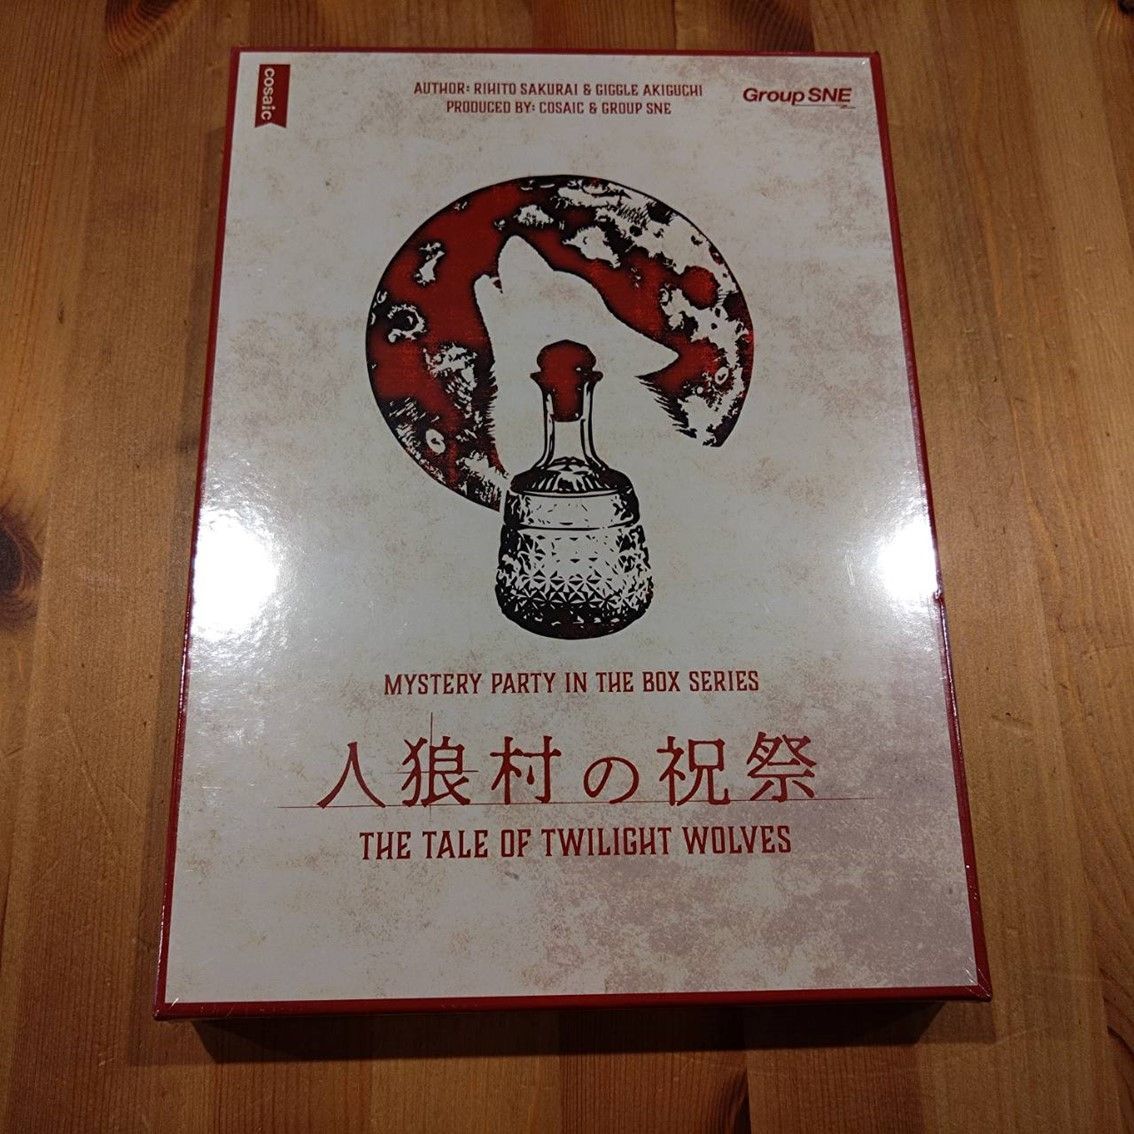 cosaic
AUTHOR: RIHITO SAKURAI & GIGGLE AKIGUCHI
PRODUCED BY: COSAIC & GROUP SNE
Group SNE
MYSTERY PARTY IN THE BOX SERIES
人狼村の祝祭
THE TALE OF TWILIGHT WOLVES